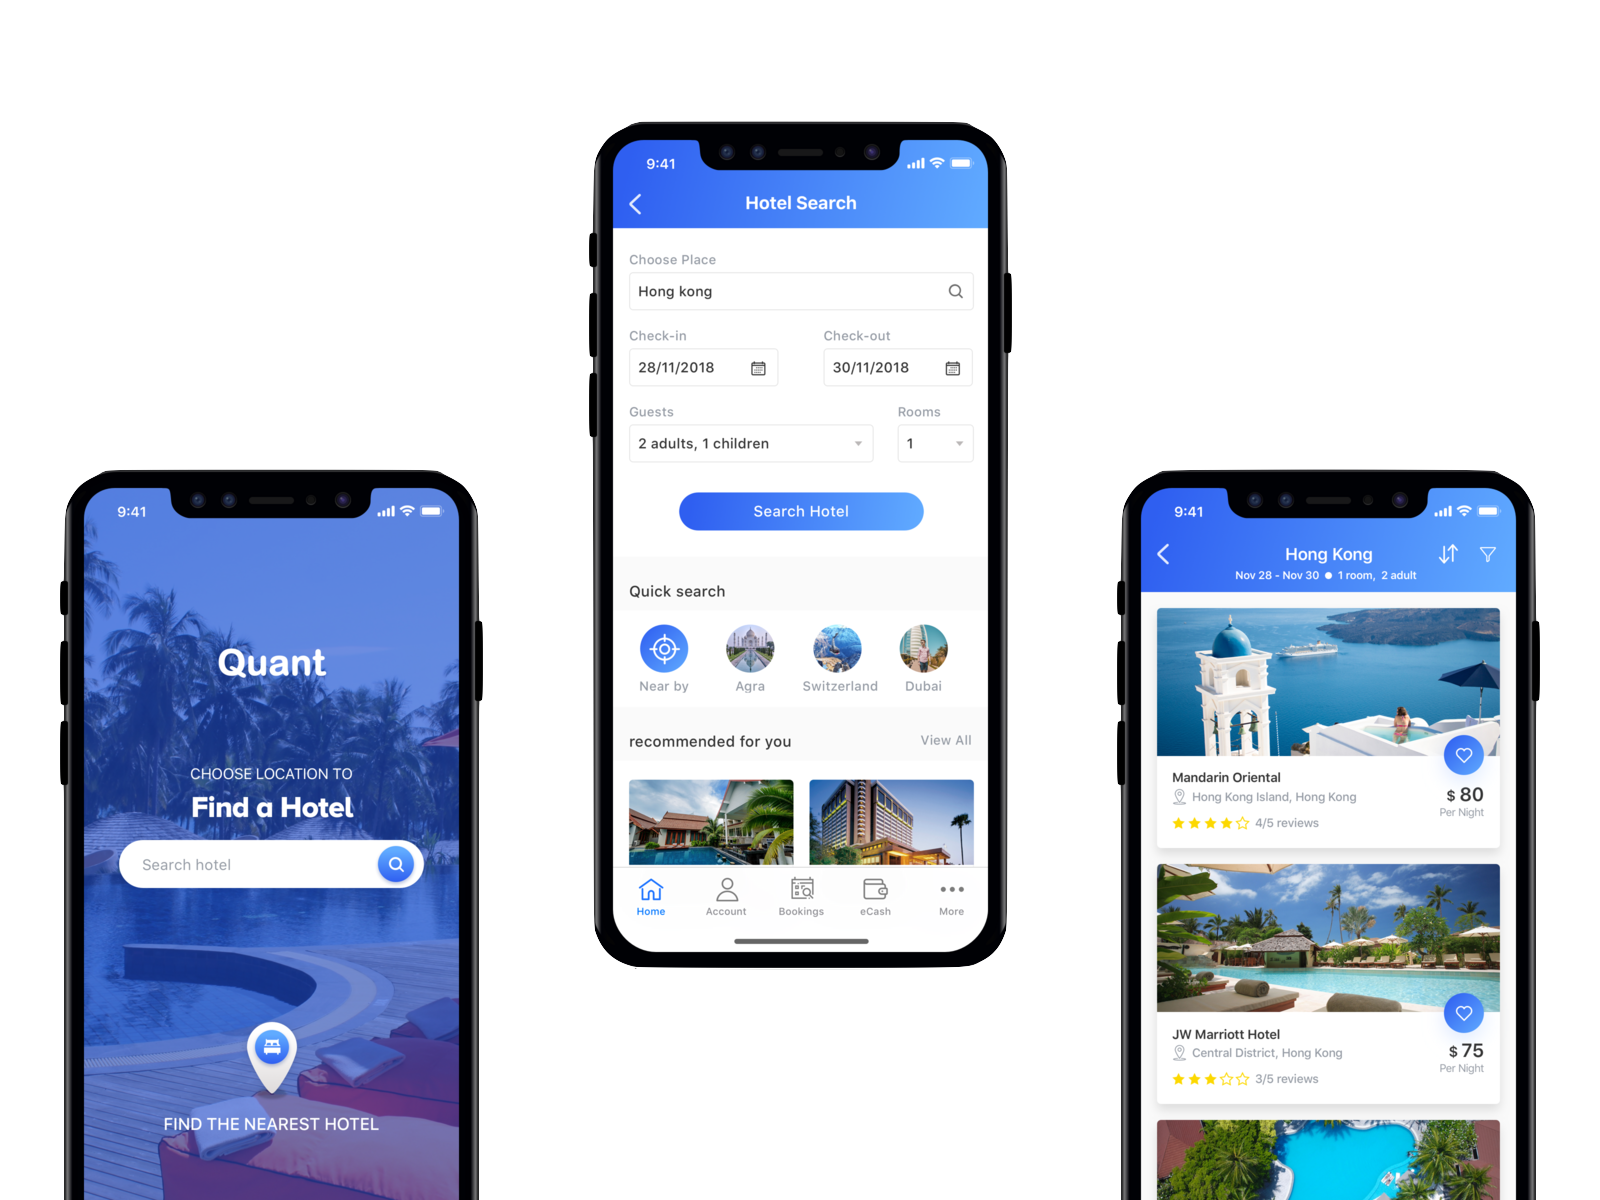 9:41
Quant
CHOOSE LOCATION TO
Find a Hotel
Search hotel
FIND THE NEAREST HOTEL
9:41
Hotel Search
Choose Place
Hong kong
Check-in
Check-out
28/11/2018
30/11/2018
Guests
Rooms
2 adults, 1 children
1
Search Hotel
Quick search
Near by
Agra
Switzerland
Dubai
recommended for you
View All
Home
Account
Bookings
eCash
More
9:41
Hong Kong
Nov 28 - Nov 30 ● 1 room, 2 adult
Mandarin Oriental
Hong Kong Island, Hong Kong
$ 80
Per Night
4/5 reviews
JW Marriott Hotel
Central District, Hong Kong
$ 75
Per Night
3/5 reviews